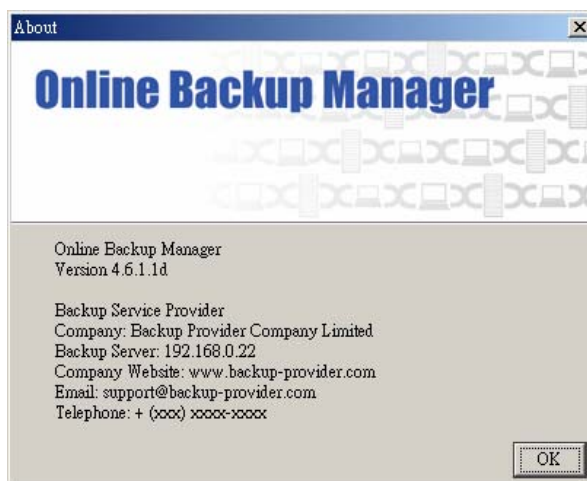 About
Online Backup Manager
Online Backup Manager
Version 4.6.1.1d
Backup Service Provider
Company: Backup Provider Company Limited
Backup Server: 192.168.0.22
Company Website: www.backup-provider.com
Email: support@backup-provider.com
Telephone: + (xxx) xxxx-xxxx
OK